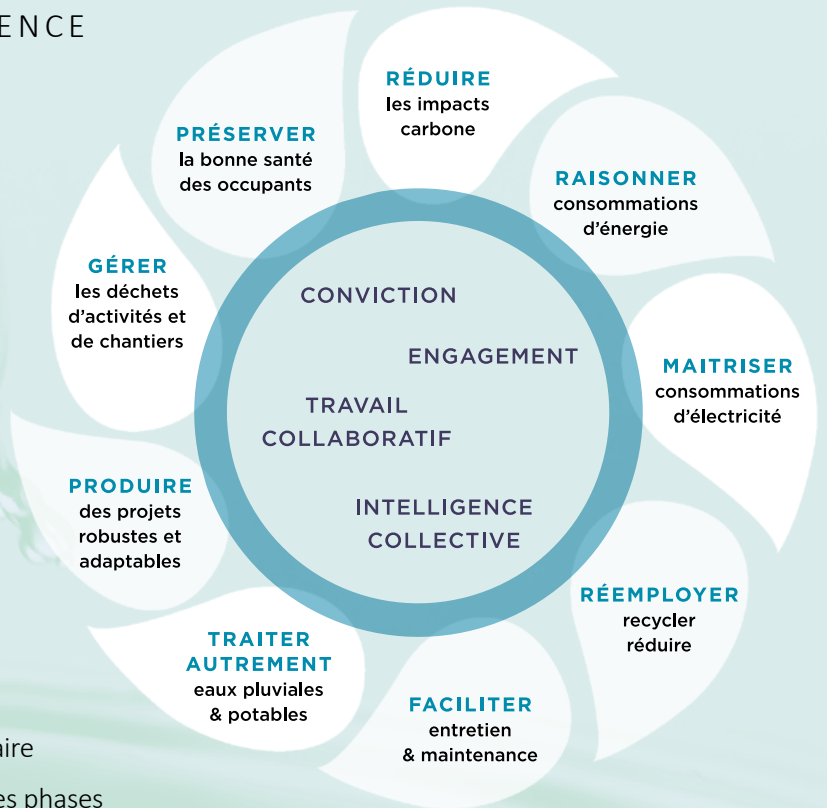 ENCE
RÉDUIRE
les impacts
carbone
RAISONNER
consommations
d'énergie
MAITRISER
consommations
d'électricité
RÉEMPLOYER
recycler
réduire
FACILITER
entretien
& maintenance
TRAITER
AUTREMENT
eaux pluviales
& potables
PRODUIRE
des projets
robustes et
adaptables
GÉRER
les déchets
d'activités et
de chantiers
PRÉSERVER
la bonne santé
des occupants
CONVICTION
ENGAGEMENT
TRAVAIL
COLLABORATIF
INTELLIGENCE
COLLECTIVE
aire
es phases